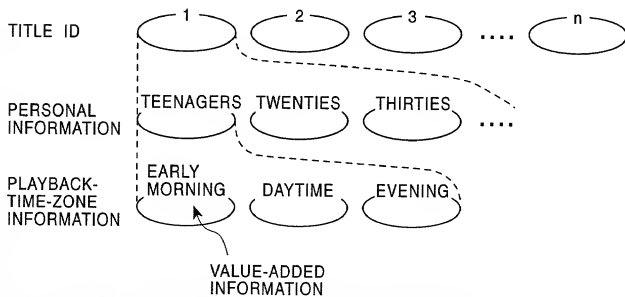 TITLE ID 1 2 3 .... n
PERSONAL INFORMATION TEENAGERS TWENTIES THIRTIES ....
PLAYBACK-TIME-ZONE INFORMATION EARLY MORNING DAYTIME EVENING
VALUE-ADDED INFORMATION